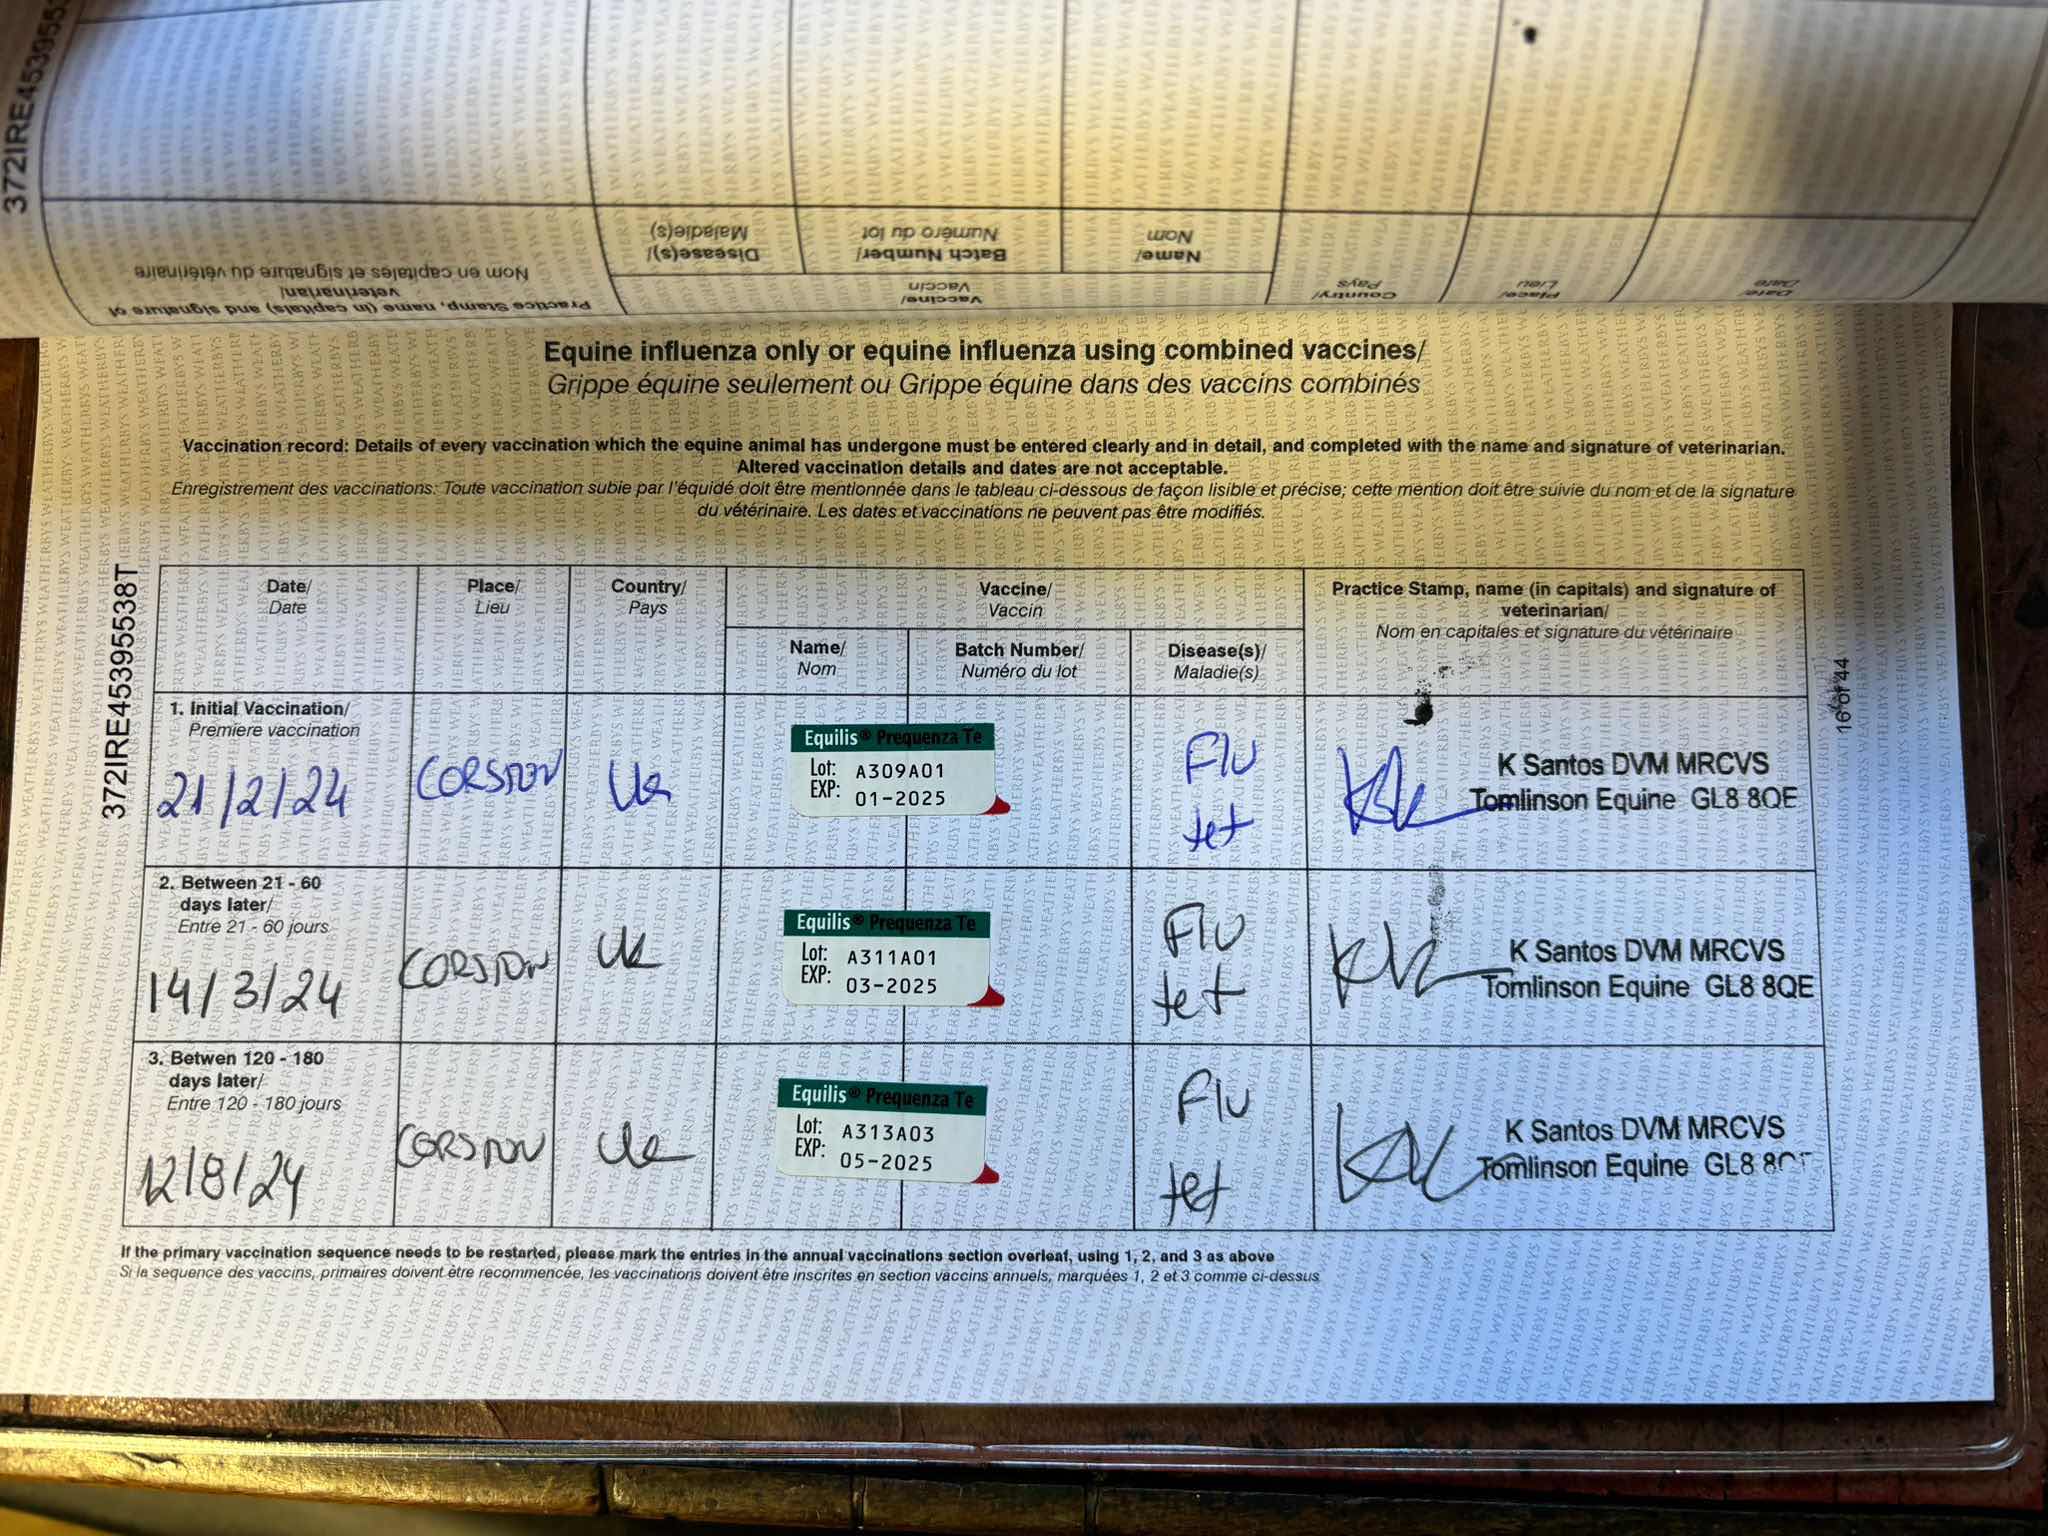 372IRE4539553
Practice Stamp, name (in capitals) and signature of
veterinarian/
Nom en capitales et signature du vétérinaire
Disease(s)/
Maladie(s)
Batch Number/
Numéro du lot
Name/
Nom
Vaccine/
Vaccin
Country/
Pays
Place/
Lieu
Date/
Date
Equine influenza only or equine influenza using combined vaccines/
Grippe équine seulement ou Grippe équine dans des vaccins combinés
Vaccination record: Details of every vaccination which the equine animal has undergone must be entered clearly and in detail, and completed with the name and signature of veterinarian.
Altered vaccination details and dates are not acceptable.
Enregistrement des vaccinations: Toute vaccination subie par l'équidé doit être mentionnée dans le tableau ci-dessous de façon lisible et précise; cette mention doit être suivie du nom et de la signature
du vétérinaire. Les dates et vaccinations ne peuvent pas être modifiés.
372IRE45395538T
16 of 44
Date/
Date
Place/
Lieu
Country/
Pays
Vaccine/
Vaccin
Practice Stamp, name (in capitals) and signature of
veterinarian/
Nom en capitales et signature du vétérinaire
Name/
Nom
Batch Number/
Numéro du lot
Disease(s)/
Maladie(s)
1. Initial Vaccination/
Premiere vaccination
21/2/24
CORSTON
UK
Equilis® Prequenza Te
Lot: A309A01
EXP: 01-2025
Flu
tet
K Santos DVM MRCVS
Tomlinson Equine GL8 8QE
2. Between 21 - 60
days later/
Entre 21 - 60 jours
14/3/24
CORSTON
UK
Equilis® Prequenza Te
Lot: A311A01
EXP: 03-2025
Flu
tet
K Santos DVM MRCVS
Tomlinson Equine GL8 8QE
3. Betwen 120 - 180
days later/
Entre 120 - 180 jours
12/8/24
CORSTON
UK
Equilis® Prequenza Te
Lot: A313A03
EXP: 05-2025
Flu
tet
K Santos DVM MRCVS
Tomlinson Equine GL8
If the primary vaccination sequence needs to be restarted, please mark the entries in the annual vaccinations section overleaf, using 1, 2, and 3 as above
Si la sequence des vaccins, primaires doivent être recommencée, les vaccinations doivent être inscrites en section vaccins annuels, marquées 1, 2 et 3 comme ci-dessus